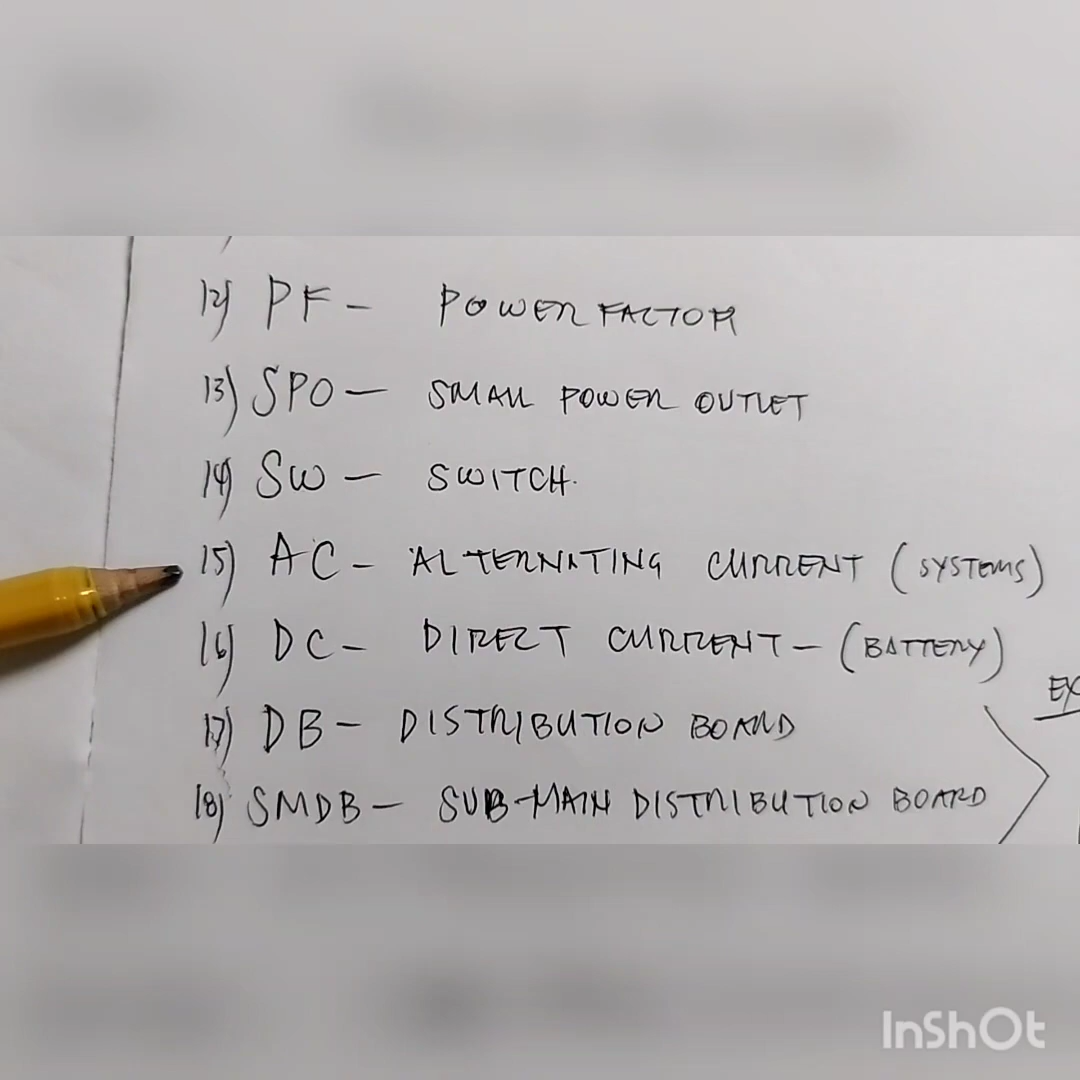 12) PF - POWER FACTOR
13) SPO - SMALL POWER OUTLET
14) SW - SWITCH.
15) AC - ALTERNATING CURRENT (SYSTEMS)
16) DC - DIRECT CURRENT - (BATTERY)
EX
17) DB - DISTRIBUTION BOARD
18) SMDB - SUB-MAIN DISTRIBUTION BOARD
InShOt